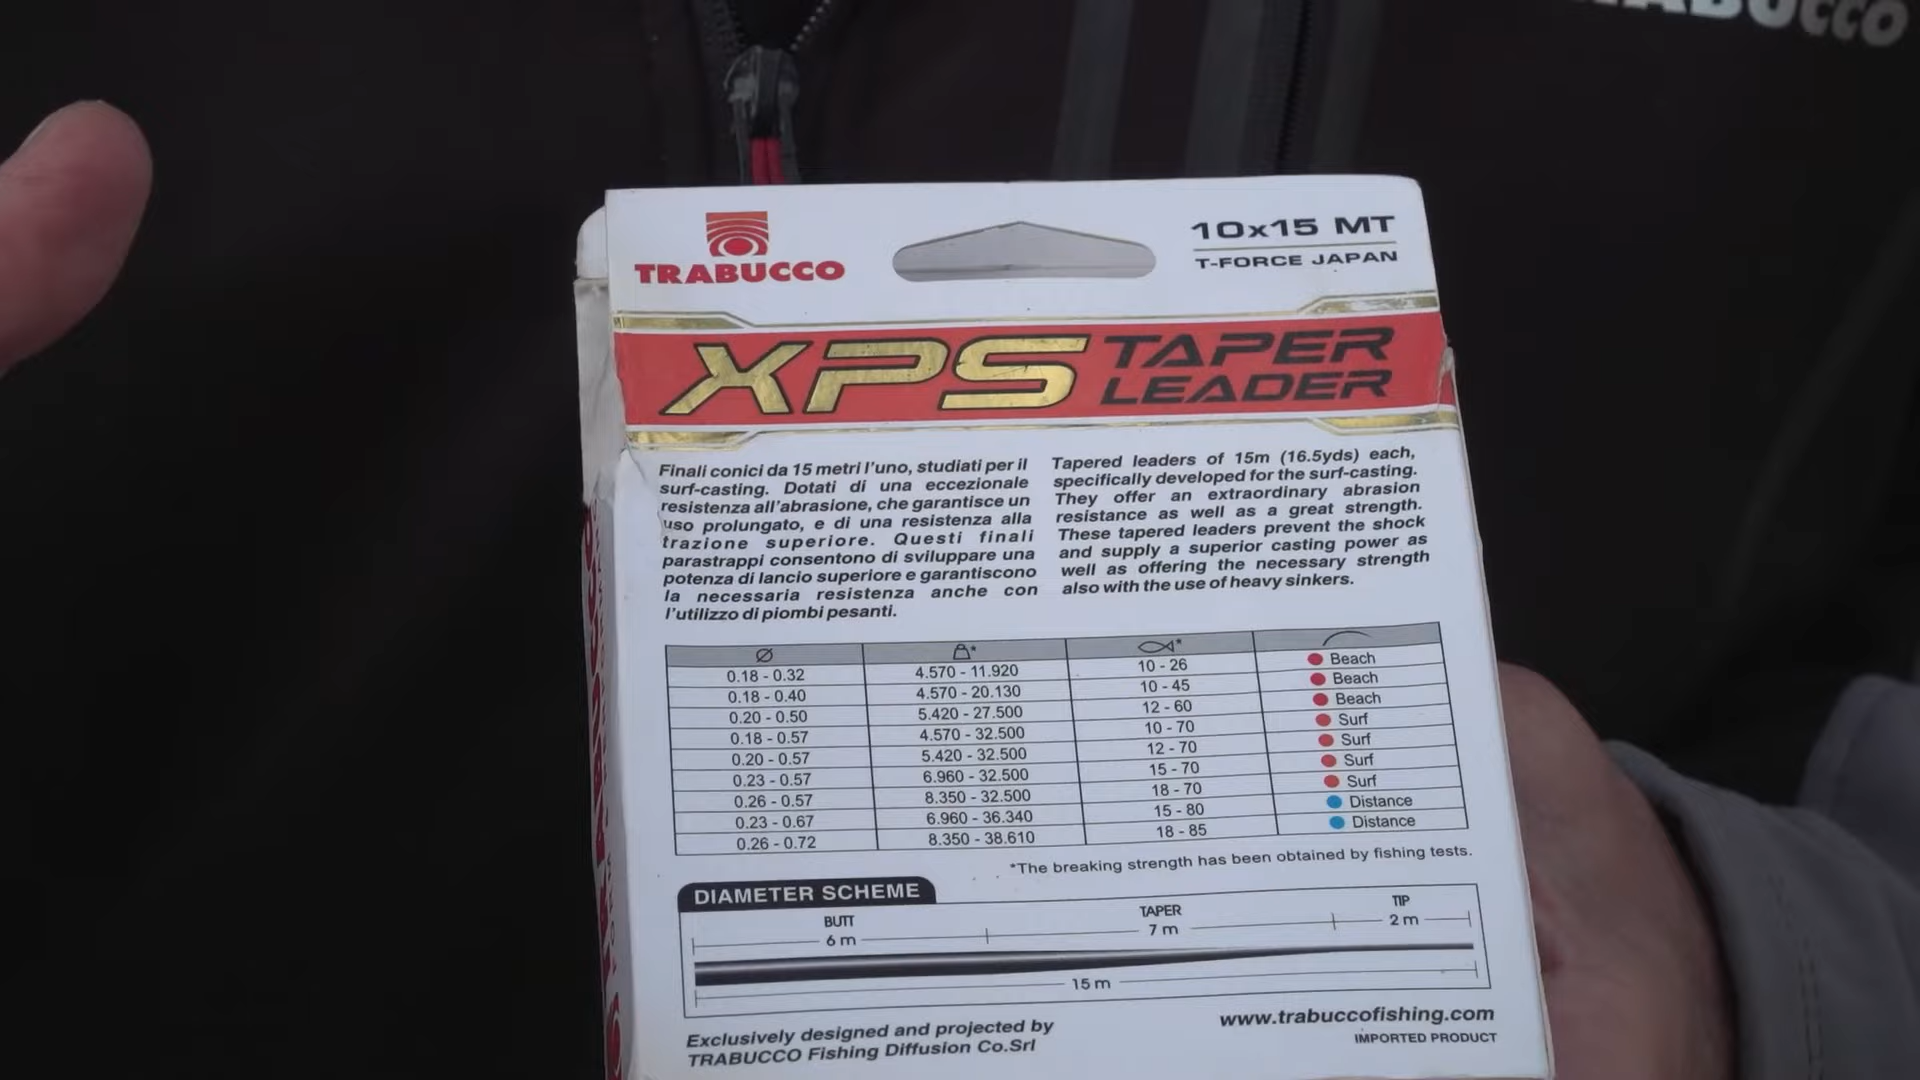 TRABUCCO
TRABUCCO
10x15 MT
T-FORCE JAPAN
XPS TAPER
LEADER
Finali conici da 15 metri l'uno, studiati per il
surf-casting. Dotati di una eccezionale
resistenza all'abrasione, che garantisce un
uso prolungato, e di una resistenza alla
trazione superiore. Questi finali
parastrappi consentono di sviluppare una
potenza di lancio superiore e garantiscono
la necessaria resistenza anche con
l'utilizzo di piombi pesanti.
Tapered leaders of 15m (16.5yds) each,
specifically developed for the surf-casting.
They offer an extraordinary abrasion
resistance as well as a great strength.
These tapered leaders prevent the shock
and supply a superior casting power as
well as offering the necessary strength
also with the use of heavy sinkers.
Ø * *
0.18 - 0.32 4.570 - 11.920 10 - 26 Beach
0.18 - 0.40 4.570 - 20.130 10 - 45 Beach
0.20 - 0.50 5.420 - 27.500 12 - 60 Beach
0.18 - 0.57 4.570 - 32.500 10 - 70 Surf
0.20 - 0.57 5.420 - 32.500 12 - 70 Surf
0.23 - 0.57 6.960 - 32.500 15 - 70 Surf
0.26 - 0.57 8.350 - 32.500 18 - 70 Surf
0.23 - 0.67 6.960 - 36.340 15 - 80 Distance
0.26 - 0.72 8.350 - 38.610 18 - 85 Distance
*The breaking strength has been obtained by fishing tests.
DIAMETER SCHEME
BUTT TAPER TIP
6 m 7 m 2 m
15 m
Exclusively designed and projected by
TRABUCCO Fishing Diffusion Co.Srl
www.trabuccofishing.com
IMPORTED PRODUCT